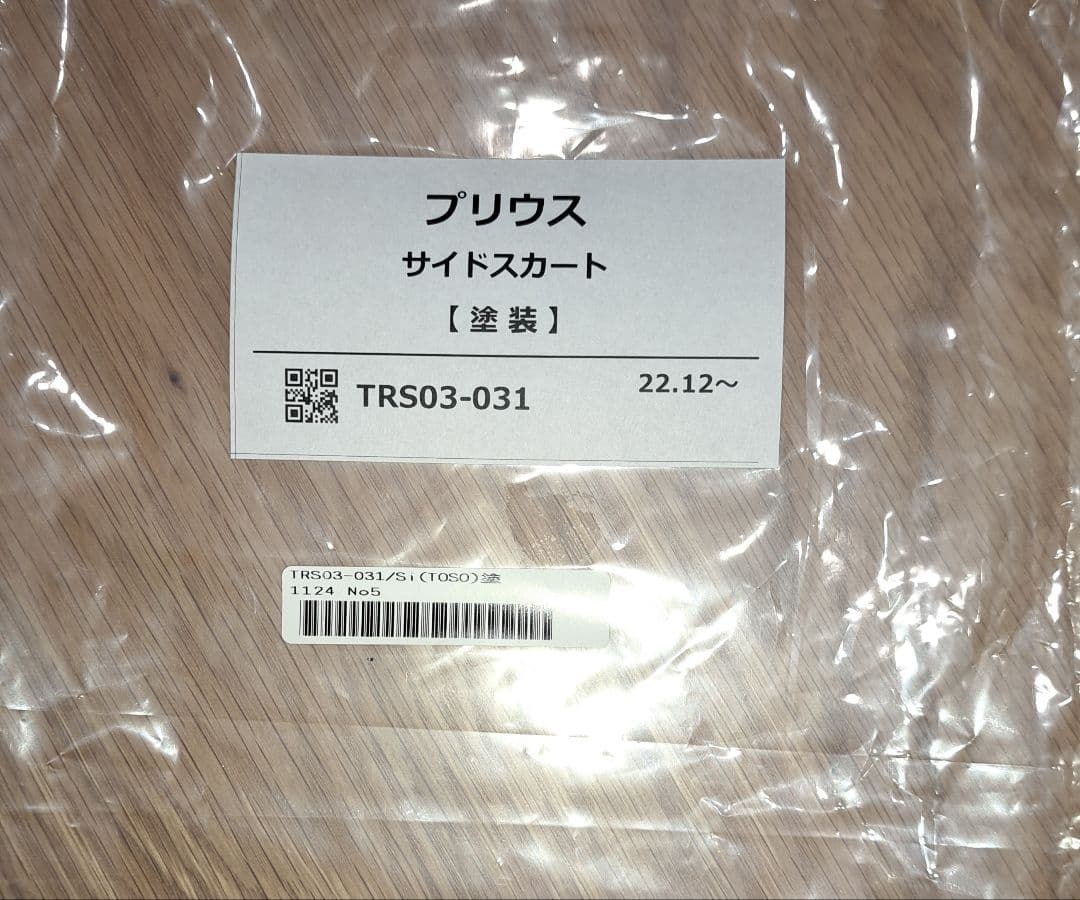 プリウス
サイドスカート
【塗装】
TRS03-031
22.12～
TRS03-031/Si(TOSO)塗
1124 No5